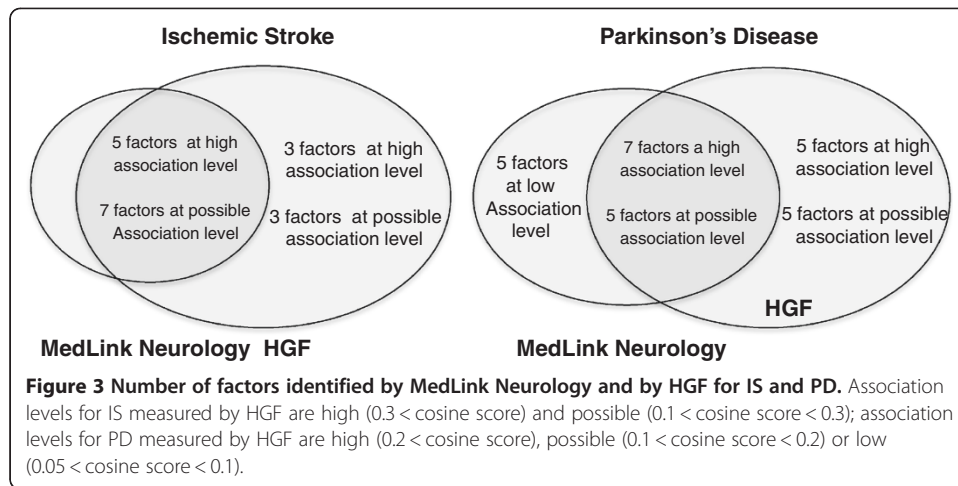 Ischemic Stroke
5 factors at high
association level
7 factors at possible
Association level
3 factors at high
association level
3 factors at possible
association level
MedLink Neurology HGF
Parkinson's Disease
5 factors
at low
Association
level
7 factors a high
association level
5 factors at possible
association level
5 factors at high
association level
5 factors at possible
association level
HGF
MedLink Neurology
Figure 3 Number of factors identified by MedLink Neurology and by HGF for IS and PD. Association
levels for IS measured by HGF are high (0.3 < cosine score) and possible (0.1 < cosine score < 0.3); association
levels for PD measured by HGF are high (0.2 < cosine score), possible (0.1 < cosine score < 0.2) or low
(0.05 < cosine score < 0.1).